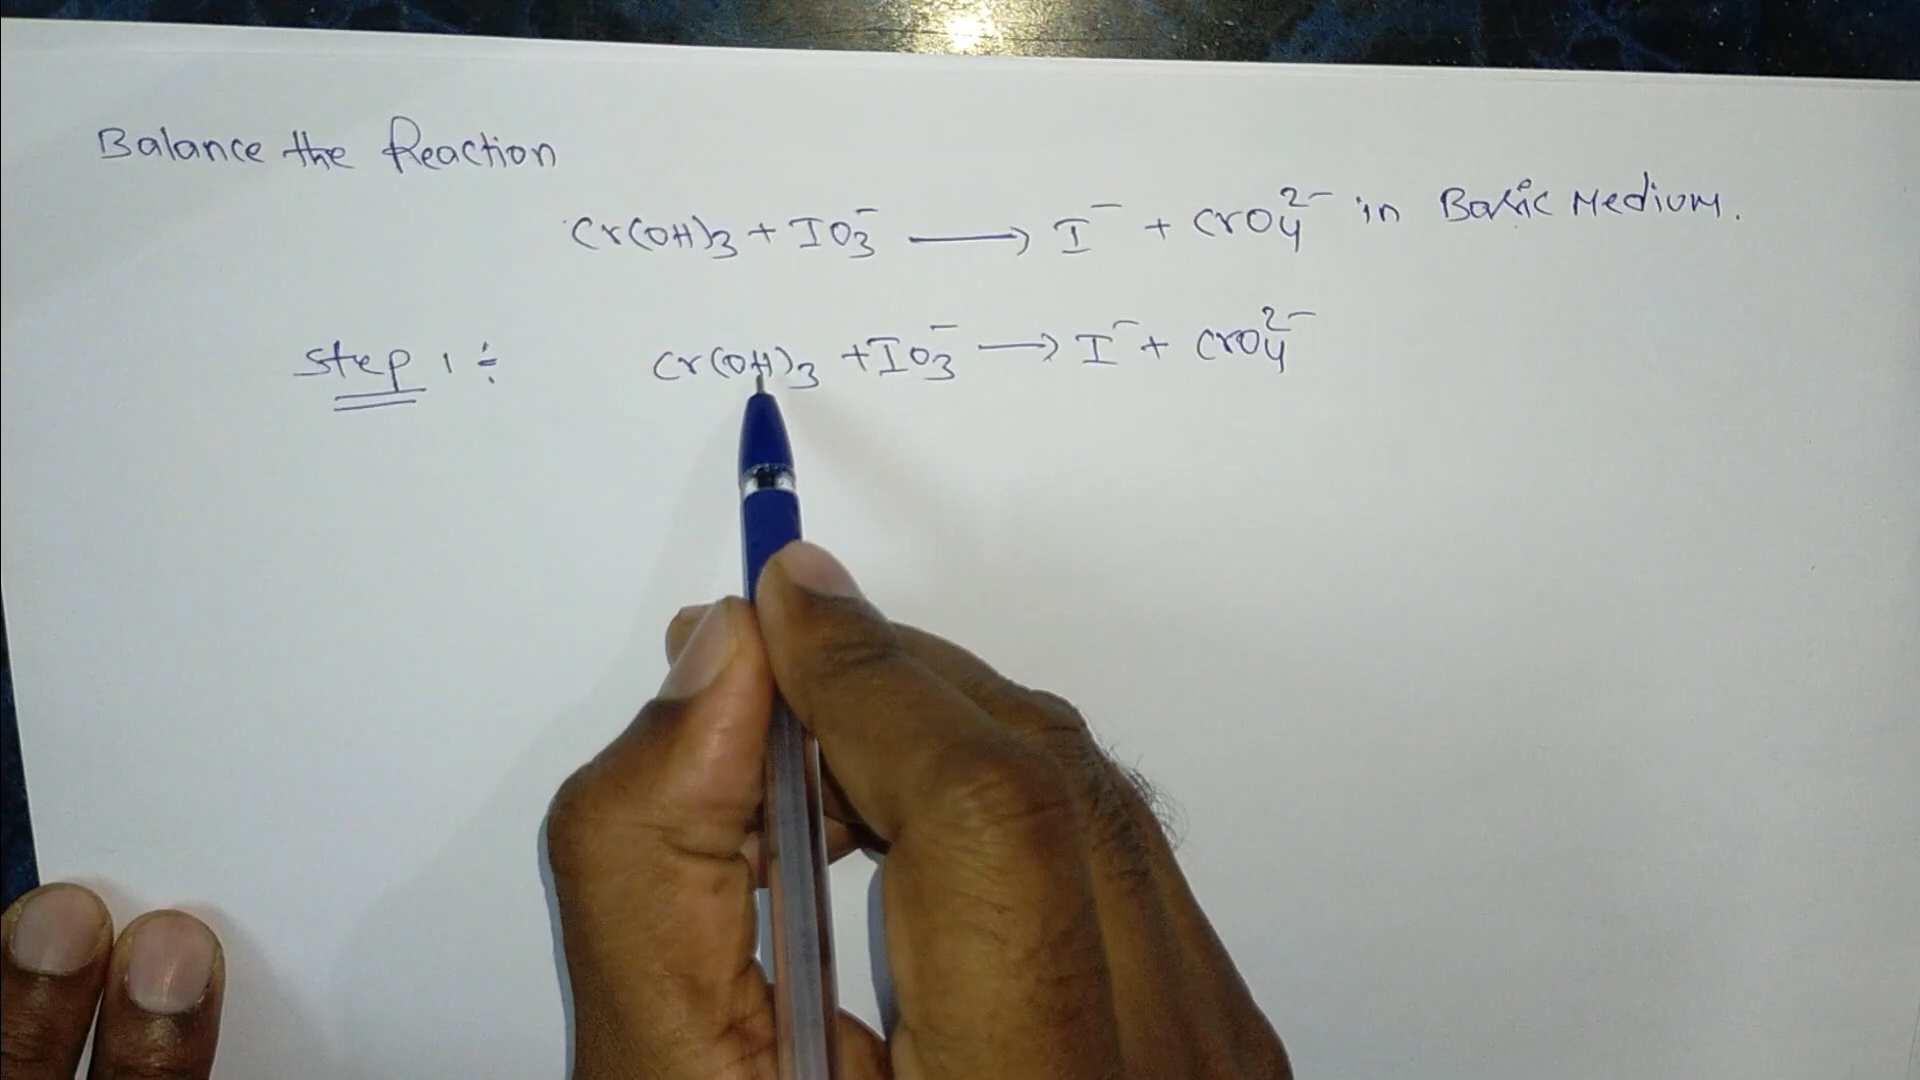 Balance the Reaction
Cr(OH)₃ + IO₃⁻ ⟶ I⁻ + CrO₄²⁻ in Basic Medium.
Step 1 ÷ Cr(OH)₃ + IO₃⁻ ⟶ I⁻ + CrO₄²⁻